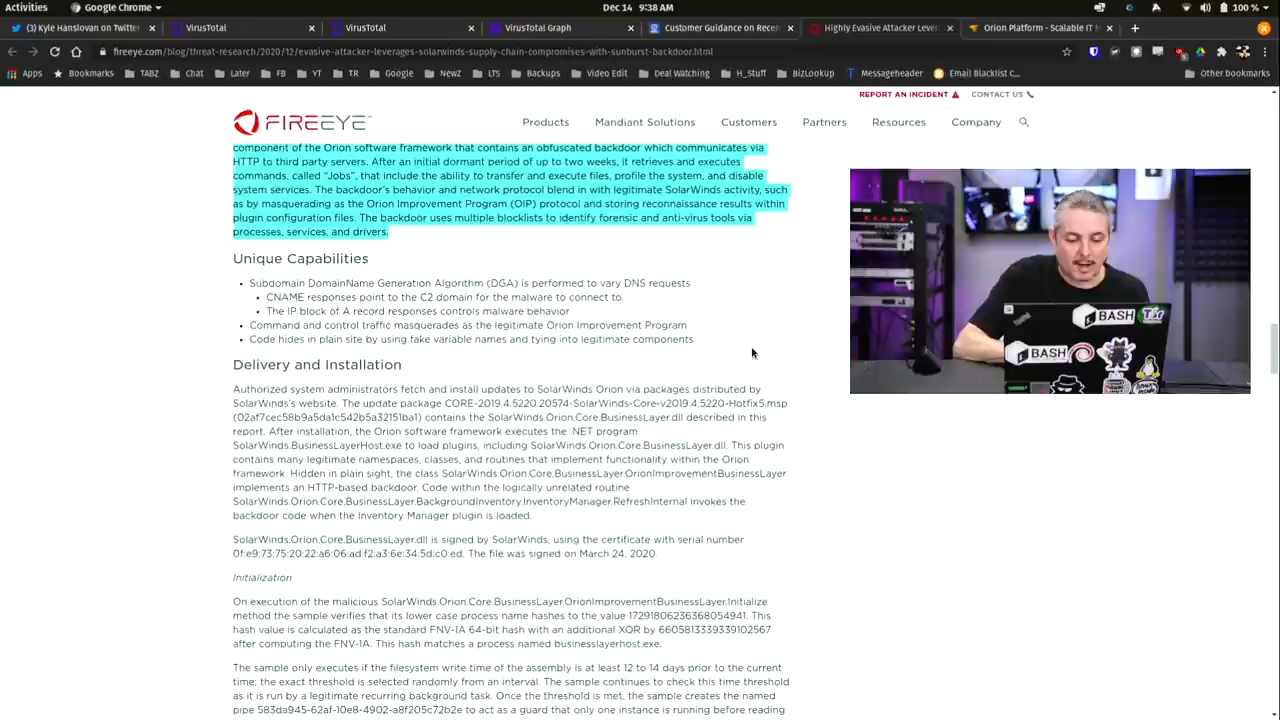 Activities
Google Chrome
Dec 14 9:38 AM
100 %
(3) Kyle Hanslovan on Twitter
VirusTotal
VirusTotal
VirusTotal Graph
Customer Guidance on Recen
Highly Evasive Attacker Lever
Orion Platform - Scalable IT
fireeye.com/blog/threat-research/2020/12/evasive-attacker-leverages-solarwinds-supply-chain-compromises-with-sunburst-backdoor.html
Apps Bookmarks TABZ Chat Later FB YT TR Google NewZ LTS Backups Video Edit Deal Watching H_Stuff BizLookup Messageheader Email Blacklist C... Other bookmarks
REPORT AN INCIDENT CONTACT US
FIREEYE
Products Mandiant Solutions Customers Partners Resources Company
component of the Orion software framework that contains an obfuscated backdoor which communicates via
HTTP to third party servers. After an initial dormant period of up to two weeks, it retrieves and executes
commands, called “Jobs”, that include the ability to transfer and execute files, profile the system, and disable
system services. The backdoor's behavior and network protocol blend in with legitimate SolarWinds activity, such
as by masquerading as the Orion Improvement Program (OIP) protocol and storing reconnaissance results within
plugin configuration files. The backdoor uses multiple blocklists to identify forensic and anti-virus tools via
processes, services, and drivers.
Unique Capabilities
• Subdomain DomainName Generation Algorithm (DGA) is performed to vary DNS requests
• CNAME responses point to the C2 domain for the malware to connect to.
• The IP block of A record responses controls malware behavior
• Command and control traffic masquerades as the legitimate Orion Improvement Program
• Code hides in plain site by using fake variable names and tying into legitimate components
BASH
BASH
Delivery and Installation
Authorized system administrators fetch and install updates to SolarWinds Orion via packages distributed by
SolarWinds's website. The update package CORE-2019.4.5220.20574-SolarWinds-Core-v2019.4.5220-Hotfix5.msp
(02af7cec58b9a5da1c542b5a32151ba1) contains the SolarWinds.Orion.Core.BusinessLayer.dll described in this
report. After installation, the Orion software framework executes the .NET program
SolarWinds.BusinessLayerHost.exe to load plugins, including SolarWinds.Orion.Core.BusinessLayer.dll. This plugin
contains many legitimate namespaces, classes, and routines that implement functionality within the Orion
framework. Hidden in plain sight, the class SolarWinds.Orion.Core.BusinessLayer.OrionImprovementBusinessLayer
implements an HTTP-based backdoor. Code within the logically unrelated routine
SolarWinds.Orion.Core.BusinessLayer.BackgroundInventory.InventoryManager.RefreshInternal invokes the
backdoor code when the Inventory Manager plugin is loaded.
SolarWinds.Orion.Core.BusinessLayer.dll is signed by SolarWinds, using the certificate with serial number
0f:e9:73:75:20:22:a6:06:ad:f2:a3:6e:34:5d:c0:ed. The file was signed on March 24, 2020.
Initialization
On execution of the malicious SolarWinds.Orion.Core.BusinessLayer.OrionImprovementBusinessLayer.Initialize
method the sample verifies that its lower case process name hashes to the value 17291806236368054941. This
hash value is calculated as the standard FNV-1A 64-bit hash with an additional XOR by 6605813339339102567
after computing the FNV-1A. This hash matches a process named businesslayerhost.exe.
The sample only executes if the filesystem write time of the assembly is at least 12 to 14 days prior to the current
time; the exact threshold is selected randomly from an interval. The sample continues to check this time threshold
as it is run by a legitimate recurring background task. Once the threshold is met, the sample creates the named
pipe 583da945-62af-10e8-4902-a8f205c72b2e to act as a guard that only one instance is running before reading